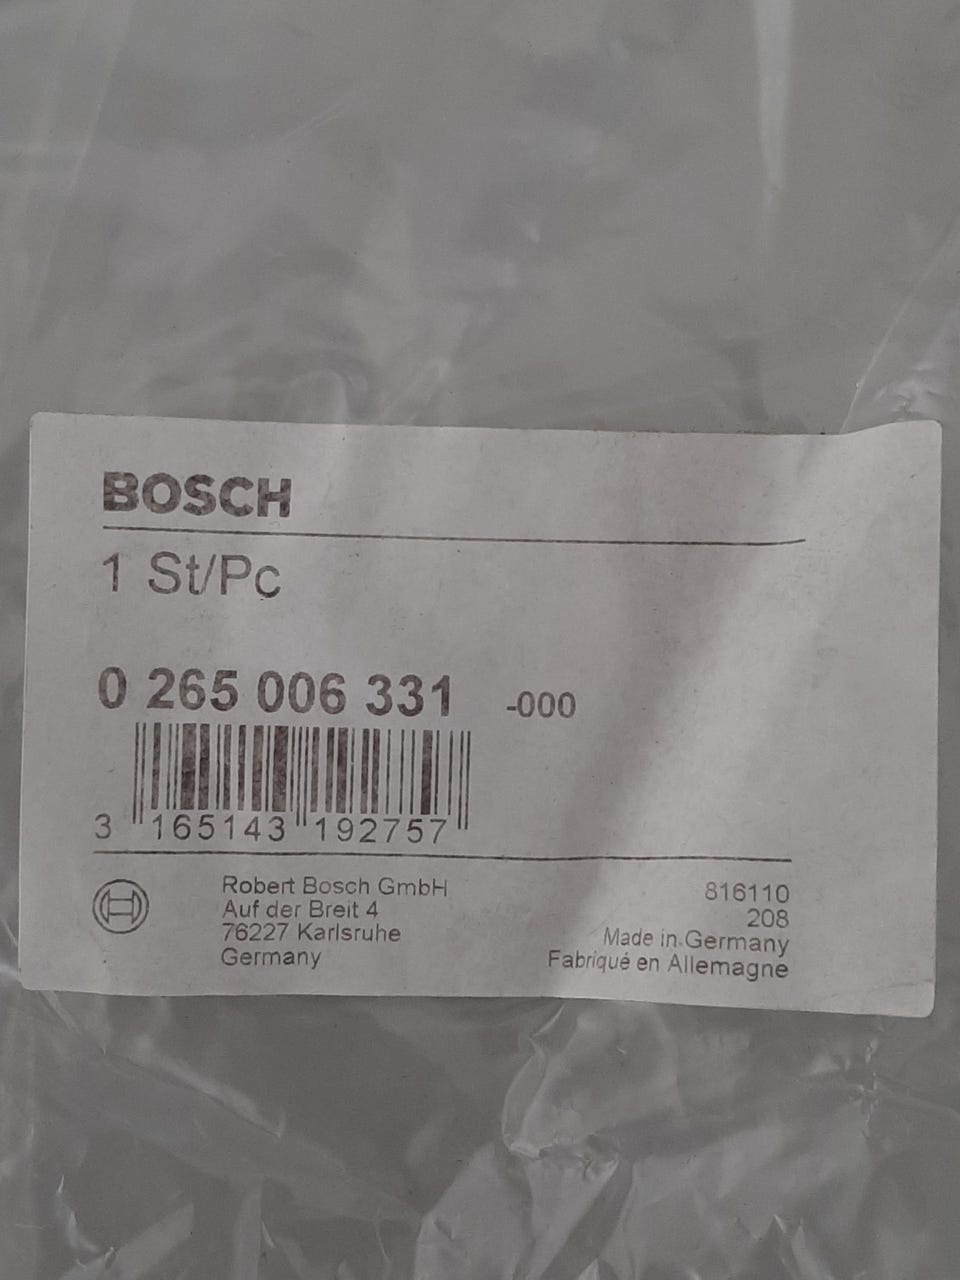 BOSCH
1 St/Pc
0 265 006 331 -000
3 165143 192757
Robert Bosch GmbH
Auf der Breit 4
76227 Karlsruhe
Germany
816110
208
Made in Germany
Fabriqué en Allemagne